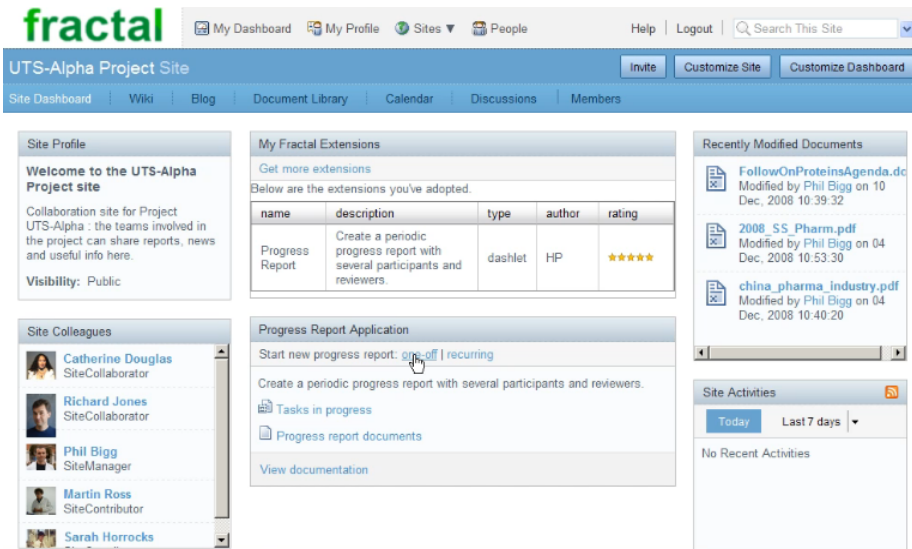 fractal
My Dashboard My Profile Sites ▼ People Help Logout Search This Site
UTS-Alpha Project Site Invite Customize Site Customize Dashboard
Site Dashboard Wiki Blog Document Library Calendar Discussions Members
Site Profile
Welcome to the UTS-Alpha
Project site
Collaboration site for Project
UTS-Alpha : the teams involved in
the project can share reports, news
and useful info here.
Visibility: Public
Site Colleagues
Catherine Douglas
SiteCollaborator
Richard Jones
SiteCollaborator
Phil Bigg
SiteManager
Martin Ross
SiteContributor
Sarah Horrocks
My Fractal Extensions
Get more extensions
Below are the extensions you've adopted.
name description type author rating
Progress
Report
Create a periodic
progress report with
several participants and
reviewers.
dashlet
HP
Progress Report Application
Start new progress report: one-off | recurring
Create a periodic progress report with several participants and reviewers.
Tasks in progress
Progress report documents
View documentation
Recently Modified Documents
FollowOnProteinsAgenda.dc
Modified by Phil Bigg on 10
Dec, 2008 10:39:32
2008_SS_Pharm.pdf
Modified by Phil Bigg on 04
Dec, 2008 10:53:30
china_pharma_industry.pdf
Modified by Phil Bigg on 04
Dec, 2008 10:40:20
Site Activities
Today Last 7 days
No Recent Activities